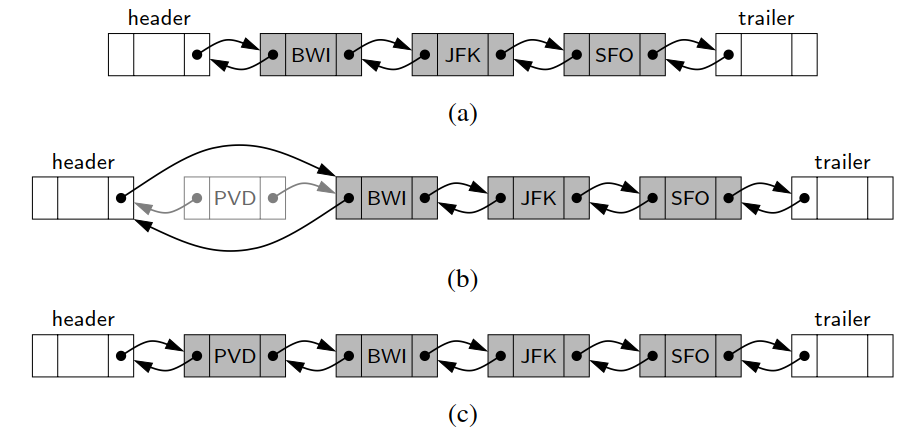 header trailer
BWI JFK SFO
(a)
header trailer
PVD BWI JFK SFO
(b)
header trailer
PVD BWI JFK SFO
(c)